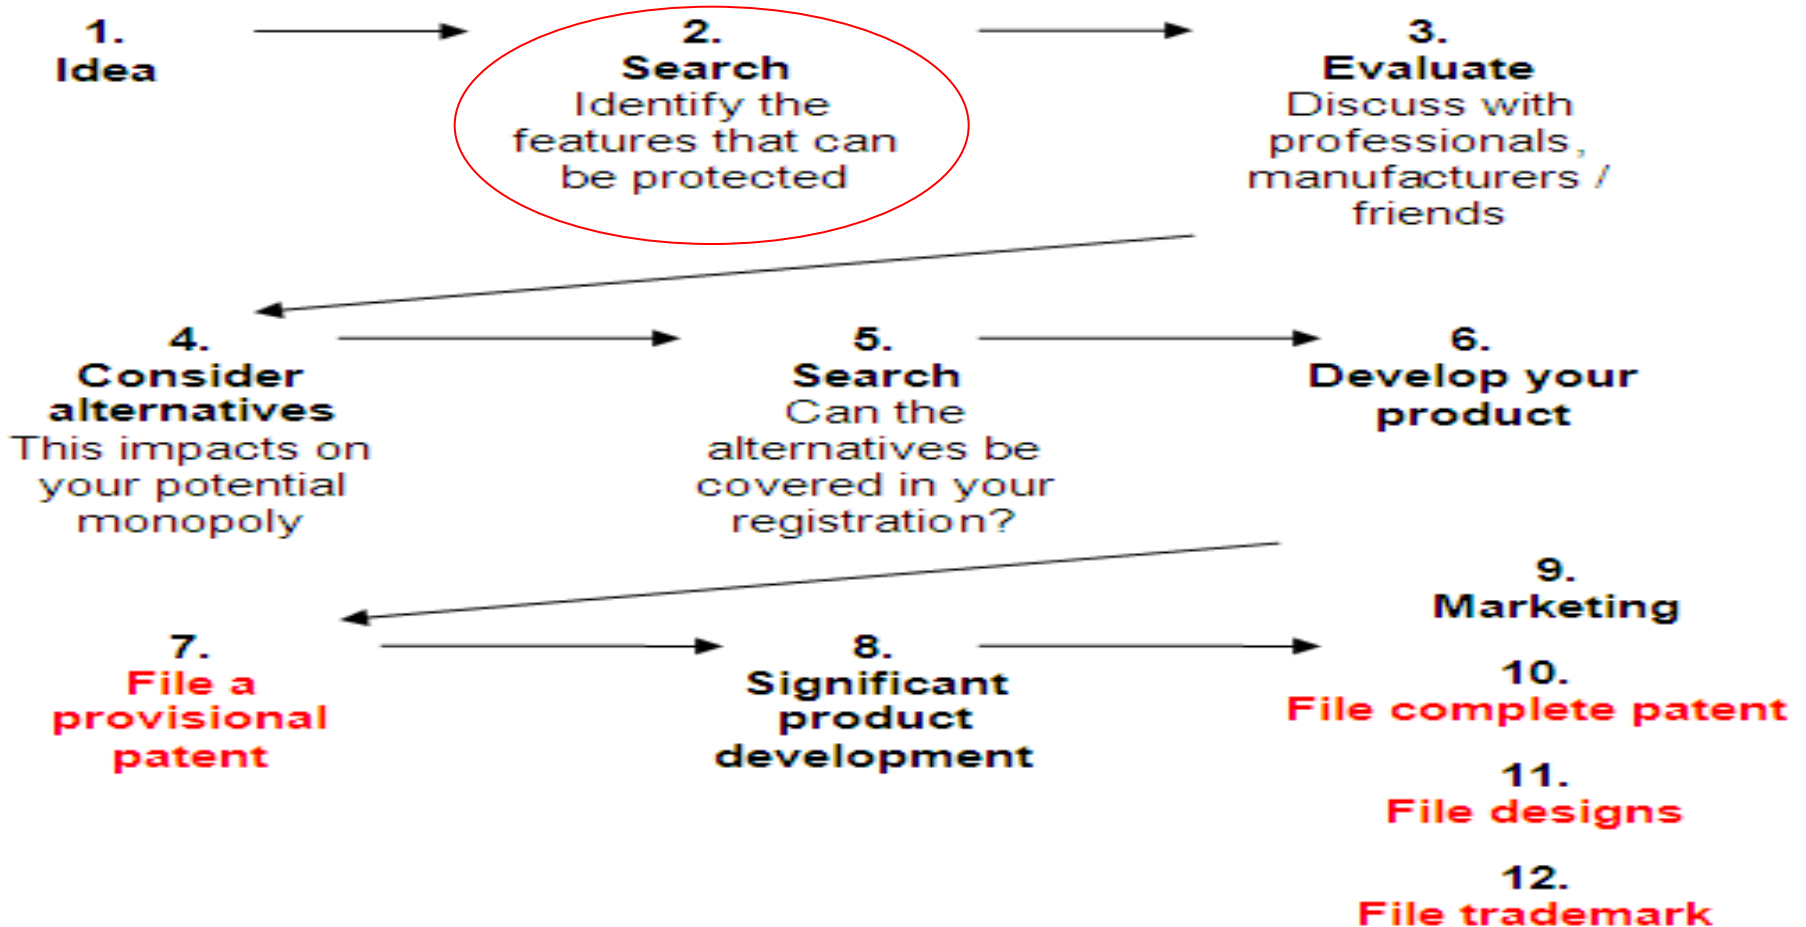 1.
Idea
2.
Search
Identify the
features that can
be protected
3.
Evaluate
Discuss with
professionals,
manufacturers /
friends
4.
Consider
alternatives
This impacts on
your potential
monopoly
5.
Search
Can the
alternatives be
covered in your
registration?
6.
Develop your
product
7.
File a
provisional
patent
8.
Significant
product
development
9.
Marketing
10.
File complete patent
11.
File designs
12.
File trademark